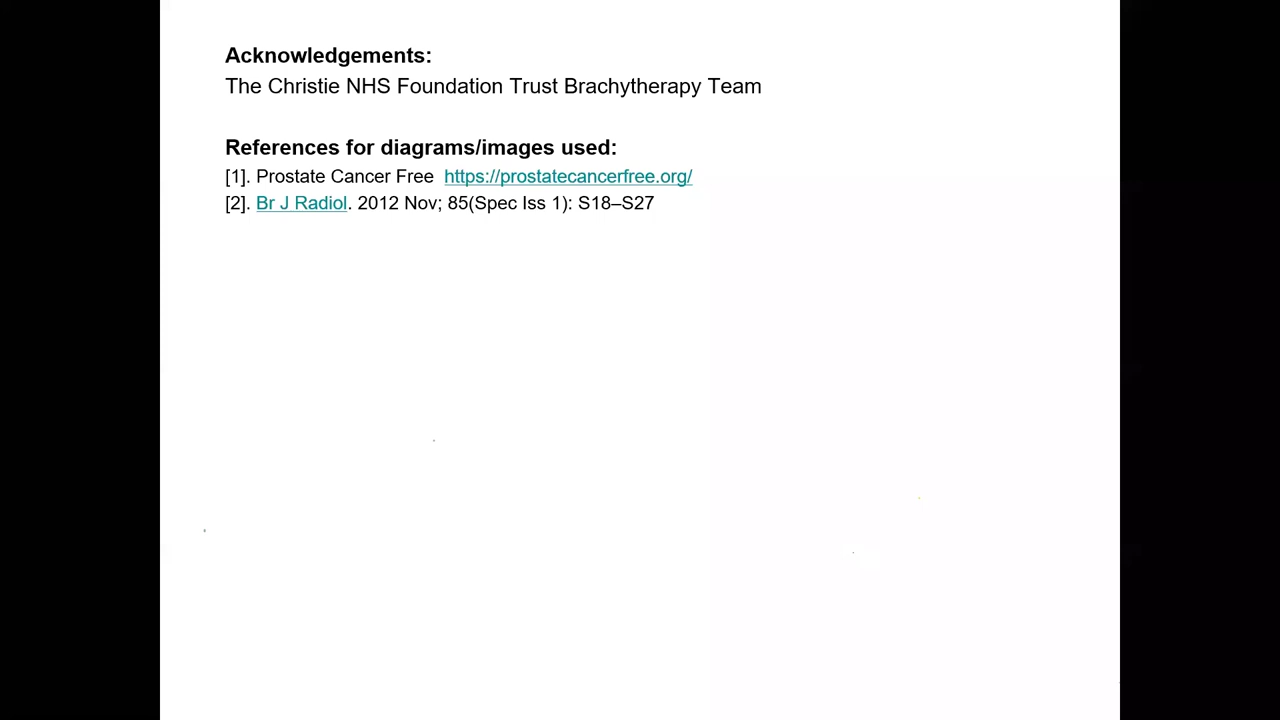 Acknowledgements:
The Christie NHS Foundation Trust Brachytherapy Team
References for diagrams/images used:
[1]. Prostate Cancer Free https://prostatecancerfree.org/
[2]. Br J Radiol. 2012 Nov; 85(Spec Iss 1): S18–S27